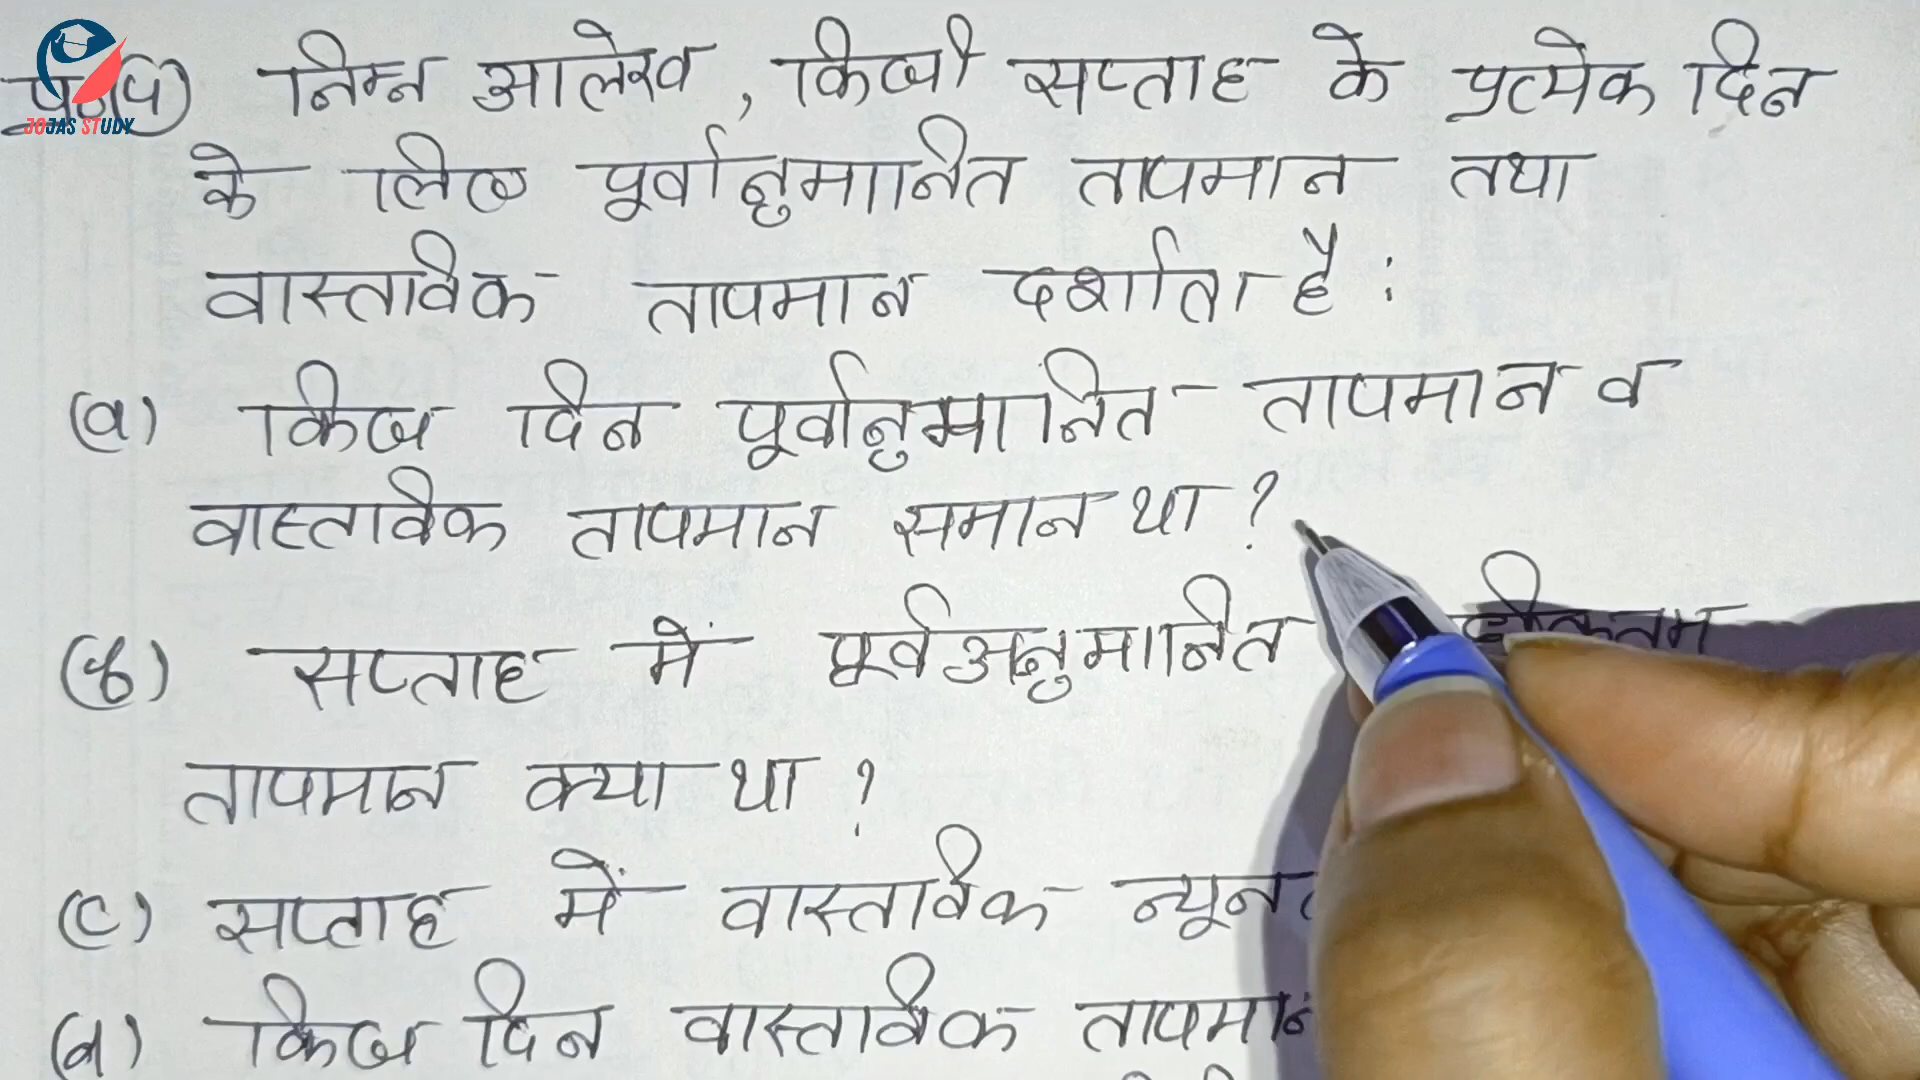 JOJAS STUDY
निम्न आलेख, किसी सप्ताह के प्रत्येक दिन
के लिए पूर्वानुमानित तापमान तथा
वास्तविक तापमान दर्शाता है :
(a) किस दिन पूर्वानुमानित तापमान व
वास्तविक तापमान समान था ?
(b) सप्ताह में पूर्वअनुमानित
तापमान क्या था ?
(c) सप्ताह में वास्तविक
(d) किस दिन वास्तविक तापमान